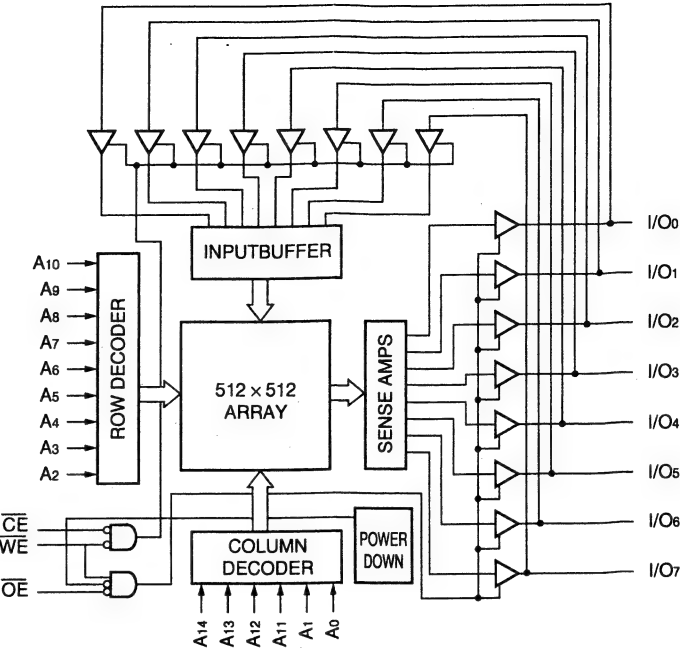 INPUTBUFFER
ROW DECODER
512 × 512
ARRAY
SENSE AMPS
COLUMN
DECODER
POWER
DOWN
A10
A9
A8
A7
A6
A5
A4
A3
A2
CE
WE
OE
A14
A13
A12
A11
A1
A0
I/O0
I/O1
I/O2
I/O3
I/O4
I/O5
I/O6
I/O7